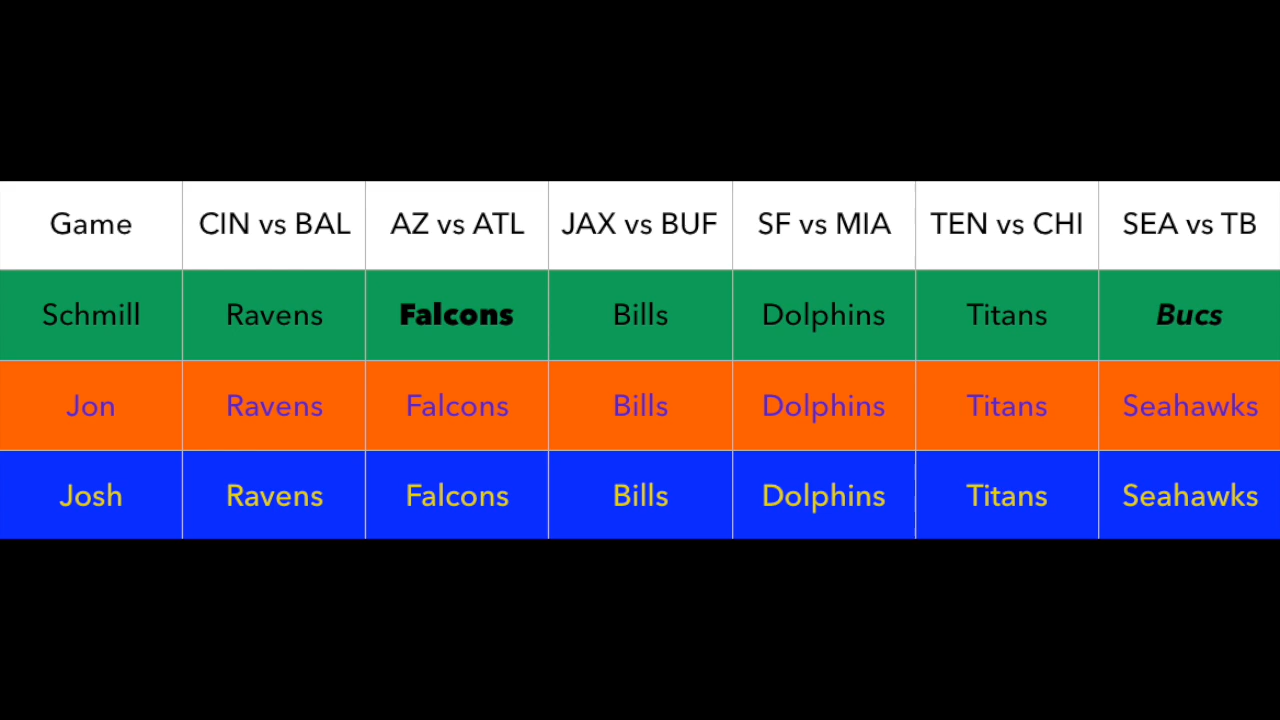 Game CIN vs BAL AZ vs ATL JAX vs BUF SF vs MIA TEN vs CHI SEA vs TB
Schmill Ravens Falcons Bills Dolphins Titans Bucs
Jon Ravens Falcons Bills Dolphins Titans Seahawks
Josh Ravens Falcons Bills Dolphins Titans Seahawks